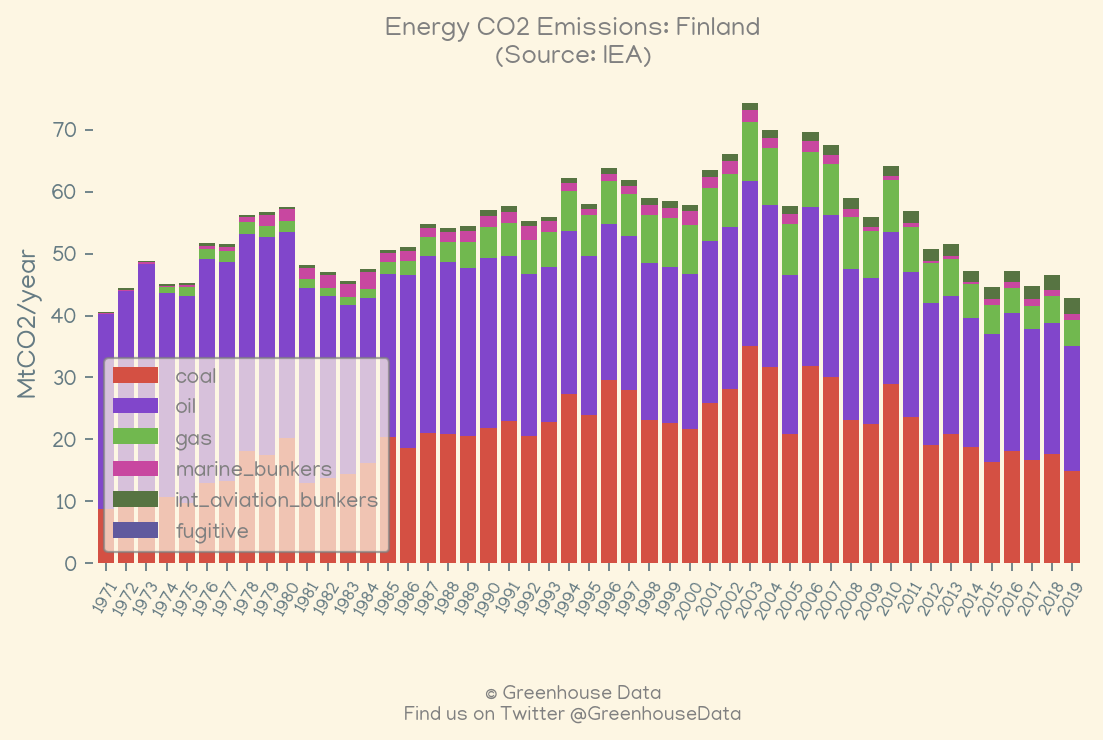 Energy CO2 Emissions: Finland
(Source: IEA)
MtCO2/year
70
60
50
40
30
20
10
0
coal
oil
gas
marine_bunkers
int_aviation_bunkers
fugitive
1971 1972 1973 1974 1975 1976 1977 1978 1979 1980 1981 1982 1983 1984 1985 1986 1987 1988 1989 1990 1991 1992 1993 1994 1995 1996 1997 1998 1999 2000 2001 2002 2003 2004 2005 2006 2007 2008 2009 2010 2011 2012 2013 2014 2015 2016 2017 2018 2019
© Greenhouse Data
Find us on Twitter @GreenhouseData